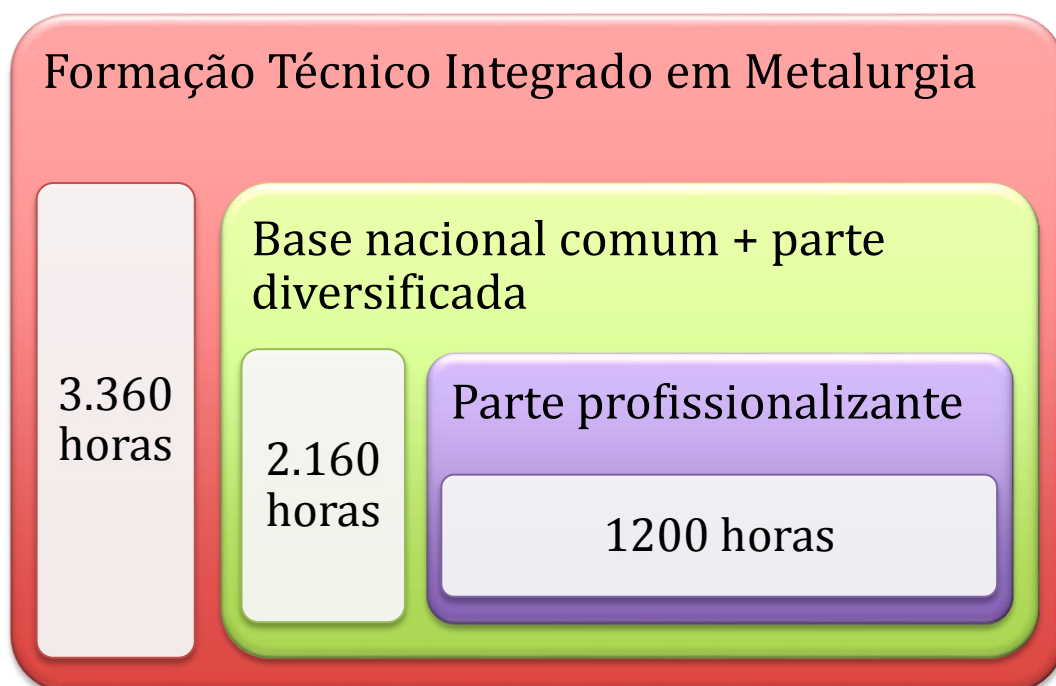 Formação Técnico Integrado em Metalurgia
Base nacional comum + parte
diversificada
3.360
horas
Parte profissionalizante
2.160
horas
1200 horas